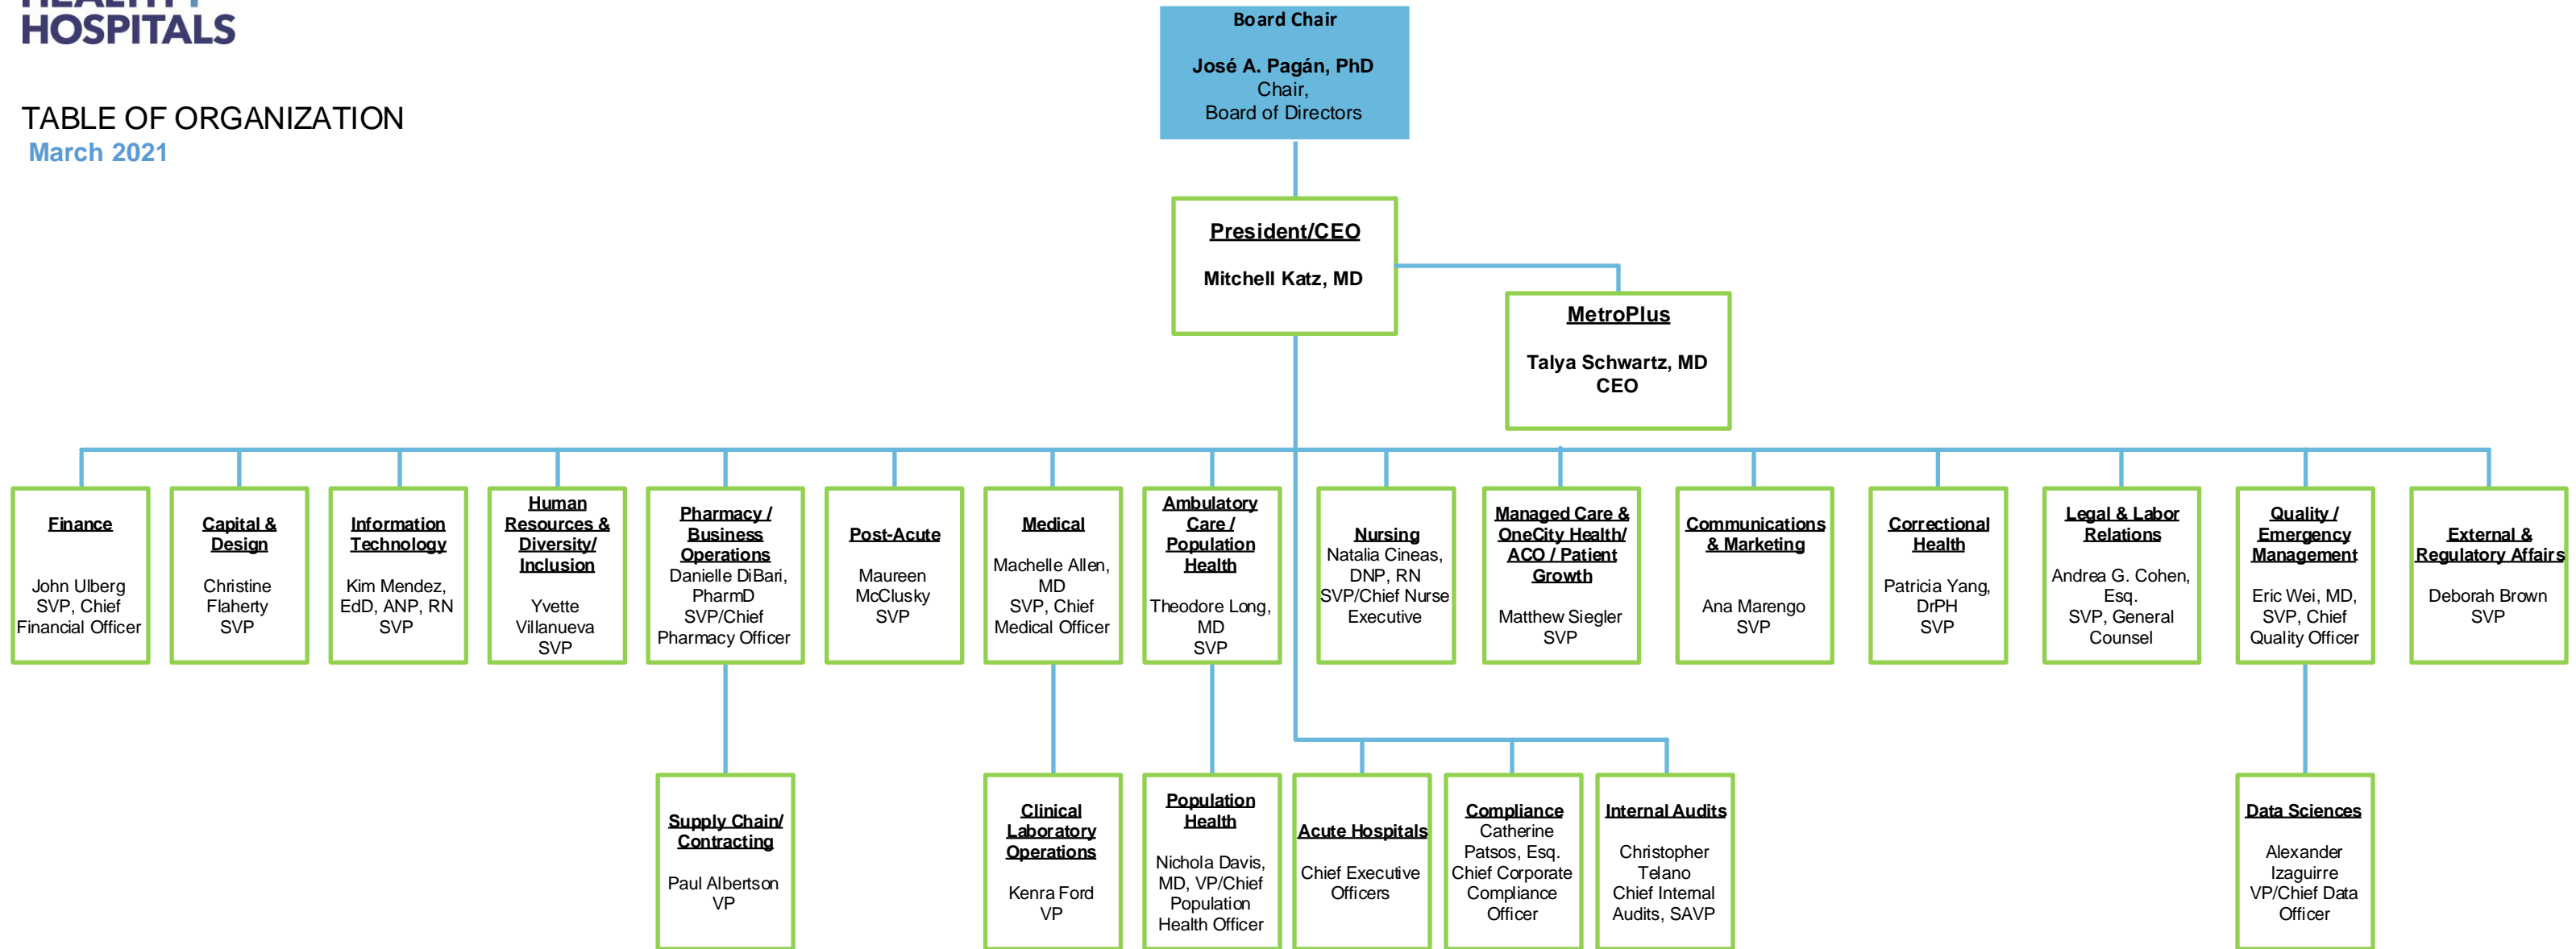 HEALTH+
HOSPITALS
TABLE OF ORGANIZATION
March 2021
Board Chair
José A. Pagán, PhD
Chair,
Board of Directors
President/CEO
Mitchell Katz, MD
MetroPlus
Talya Schwartz, MD
CEO
Finance
John Ulberg
SVP, Chief
Financial Officer
Capital &
Design
Christine
Flaherty
SVP
Information
Technology
Kim Mendez,
EdD, ANP, RN
SVP
Human
Resources &
Diversity/
Inclusion
Yvette
Villanueva
SVP
Pharmacy /
Business
Operations
Danielle DiBari,
PharmD
SVP/Chief
Pharmacy Officer
Post-Acute
Maureen
McClusky
SVP
Medical
Machelle Allen,
MD
SVP, Chief
Medical Officer
Ambulatory
Care /
Population
Health
Theodore Long,
MD
SVP
Nursing
Natalia Cineas,
DNP, RN
SVP/Chief Nurse
Executive
Managed Care &
OneCity Health/
ACO / Patient
Growth
Matthew Siegler
SVP
Communications
& Marketing
Ana Marengo
SVP
Correctional
Health
Patricia Yang,
DrPH
SVP
Legal & Labor
Relations
Andrea G. Cohen,
Esq.
SVP, General
Counsel
Quality /
Emergency
Management
Eric Wei, MD,
SVP, Chief
Quality Officer
External &
Regulatory Affairs
Deborah Brown
SVP
Supply Chain/
Contracting
Paul Albertson
VP
Clinical
Laboratory
Operations
Kenra Ford
VP
Population
Health
Nichola Davis,
MD, VP/Chief
Population
Health Officer
Acute Hospitals
Chief Executive
Officers
Compliance
Catherine
Patsos, Esq.
Chief Corporate
Compliance
Officer
Internal Audits
Christopher
Telano
Chief Internal
Audits, SAVP
Data Sciences
Alexander
Izaguirre
VP/Chief Data
Officer